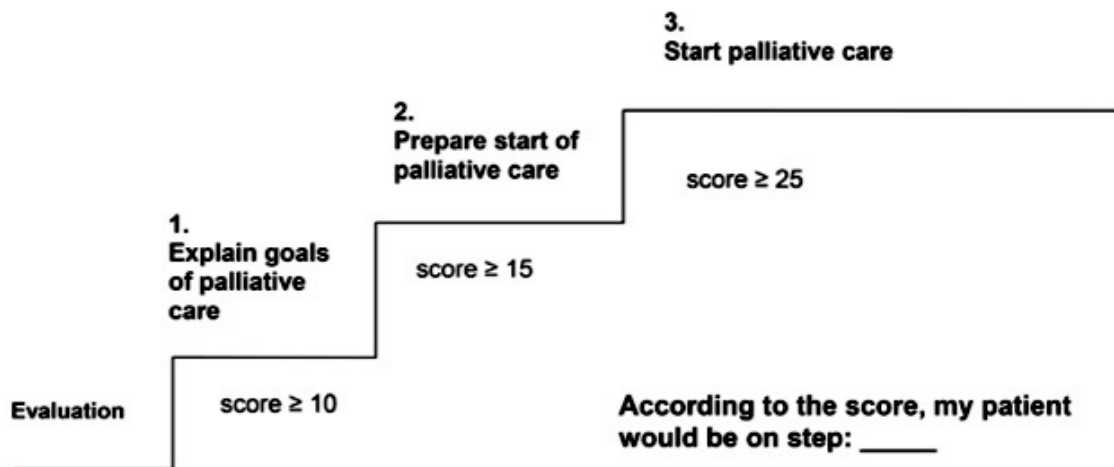 3.
Start palliative care
2.
Prepare start of
palliative care
score ≥ 25
1.
Explain goals
of palliative
care
score ≥ 15
Evaluation
score ≥ 10
According to the score, my patient
would be on step: _____